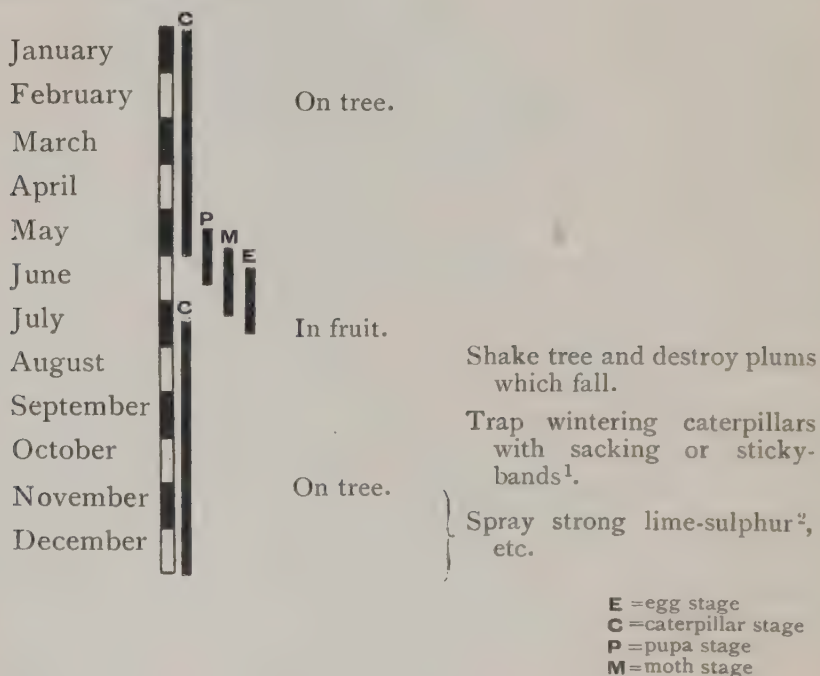 C
January
February
On tree.
March
April
May
P
M
E
June
C
July
In fruit.
August
Shake tree and destroy plums
which fall.
September
Trap wintering caterpillars
with sacking or sticky-
bands¹.
October
November
On tree.
Spray strong lime-sulphur²,
etc.
December
E =egg stage
C =caterpillar stage
P =pupa stage
M=moth stage